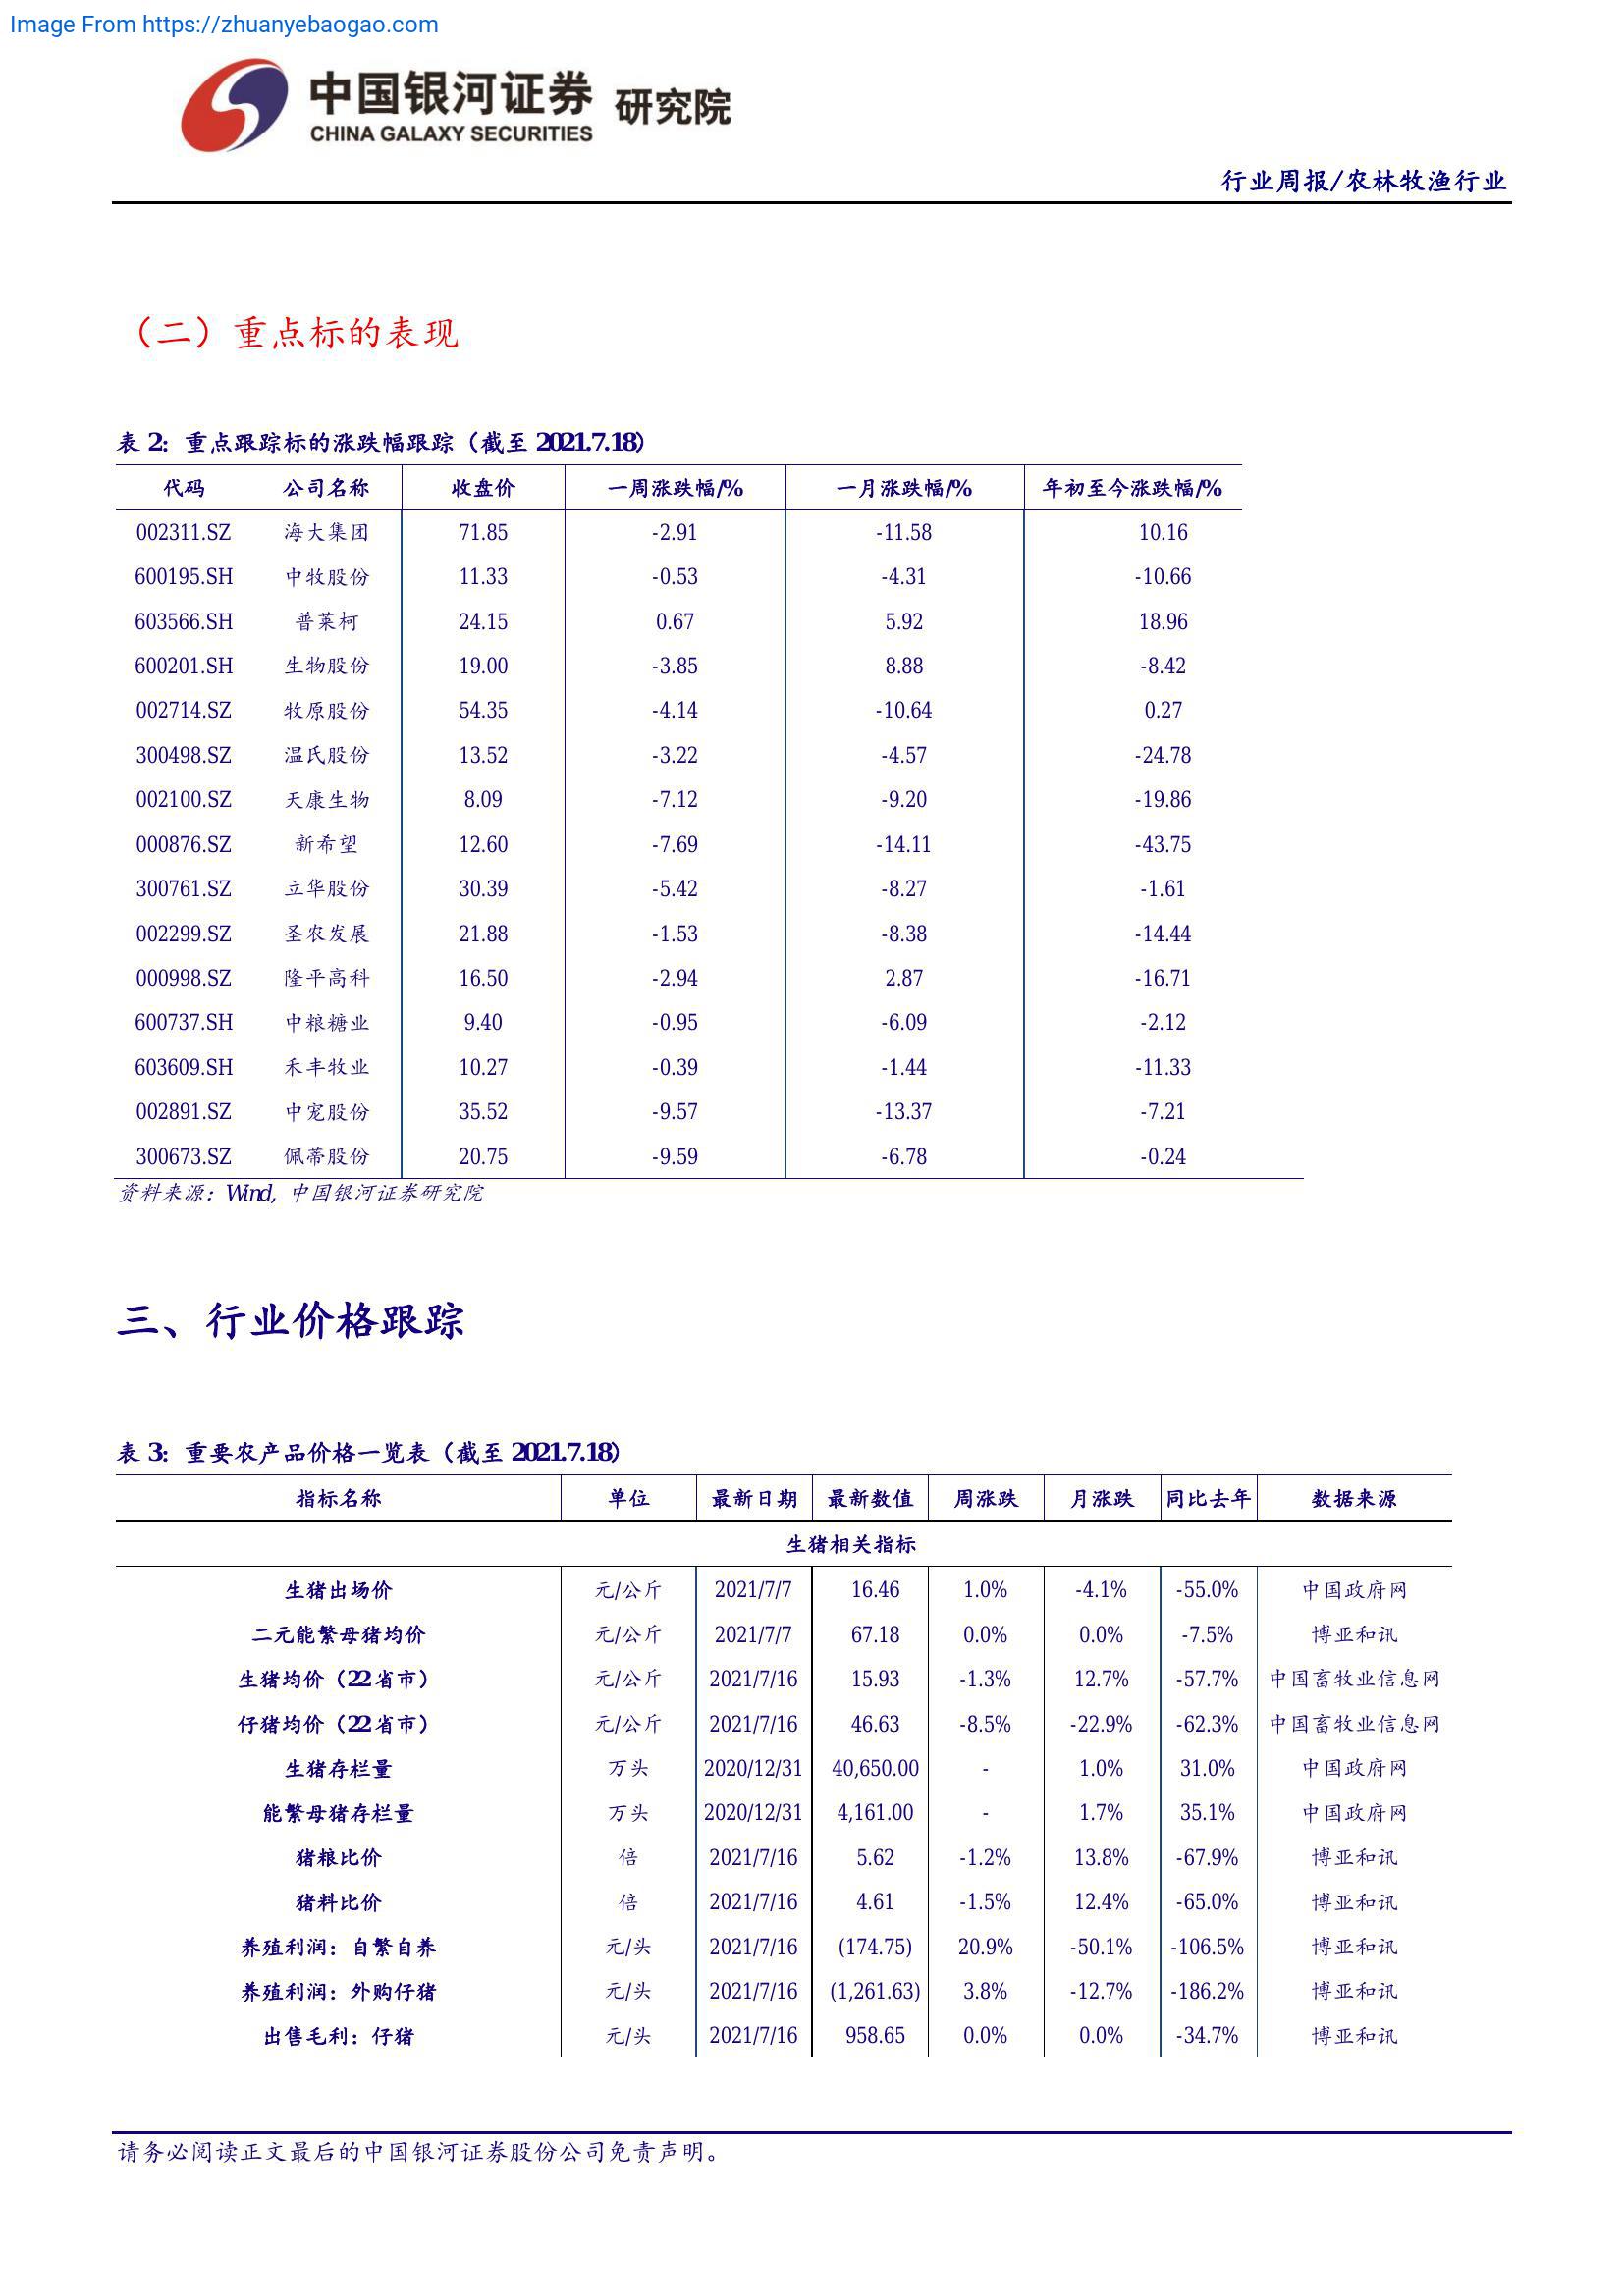 Image From https://zhuanyebaogao.com
中国银河证券 研究院
CHINA GALAXY SECURITIES
行业周报/农林牧渔行业
（二）重点标的表现
表 2：重点跟踪标的涨跌幅跟踪（截至 2021.7.18）
代码 公司名称 收盘价 一周涨跌幅/% 一月涨跌幅/% 年初至今涨跌幅/%
002311.SZ 海大集团 71.85 -2.91 -11.58 10.16
600195.SH 中牧股份 11.33 -0.53 -4.31 -10.66
603566.SH 普莱柯 24.15 0.67 5.92 18.96
600201.SH 生物股份 19.00 -3.85 8.88 -8.42
002714.SZ 牧原股份 54.35 -4.14 -10.64 0.27
300498.SZ 温氏股份 13.52 -3.22 -4.57 -24.78
002100.SZ 天康生物 8.09 -7.12 -9.20 -19.86
000876.SZ 新希望 12.60 -7.69 -14.11 -43.75
300761.SZ 立华股份 30.39 -5.42 -8.27 -1.61
002299.SZ 圣农发展 21.88 -1.53 -8.38 -14.44
000998.SZ 隆平高科 16.50 -2.94 2.87 -16.71
600737.SH 中粮糖业 9.40 -0.95 -6.09 -2.12
603609.SH 禾丰牧业 10.27 -0.39 -1.44 -11.33
002891.SZ 中宠股份 35.52 -9.57 -13.37 -7.21
300673.SZ 佩蒂股份 20.75 -9.59 -6.78 -0.24
资料来源：Wind，中国银河证券研究院
三、行业价格跟踪
表 3：重要农产品价格一览表（截至 2021.7.18）
指标名称 单位 最新日期 最新数值 周涨跌 月涨跌 同比去年 数据来源
生猪相关指标
生猪出场价 元/公斤 2021/7/7 16.46 1.0% -4.1% -55.0% 中国政府网
二元能繁母猪均价 元/公斤 2021/7/7 67.18 0.0% 0.0% -7.5% 博亚和讯
生猪均价（22 省市） 元/公斤 2021/7/16 15.93 -1.3% 12.7% -57.7% 中国畜牧业信息网
仔猪均价（22 省市） 元/公斤 2021/7/16 46.63 -8.5% -22.9% -62.3% 中国畜牧业信息网
生猪存栏量 万头 2020/12/31 40,650.00 - 1.0% 31.0% 中国政府网
能繁母猪存栏量 万头 2020/12/31 4,161.00 - 1.7% 35.1% 中国政府网
猪粮比价 倍 2021/7/16 5.62 -1.2% 13.8% -67.9% 博亚和讯
猪料比价 倍 2021/7/16 4.61 -1.5% 12.4% -65.0% 博亚和讯
养殖利润：自繁自养 元/头 2021/7/16 (174.75) 20.9% -50.1% -106.5% 博亚和讯
养殖利润：外购仔猪 元/头 2021/7/16 (1,261.63) 3.8% -12.7% -186.2% 博亚和讯
出售毛利：仔猪 元/头 2021/7/16 958.65 0.0% 0.0% -34.7% 博亚和讯
请务必阅读正文最后的中国银河证券股份公司免责声明。